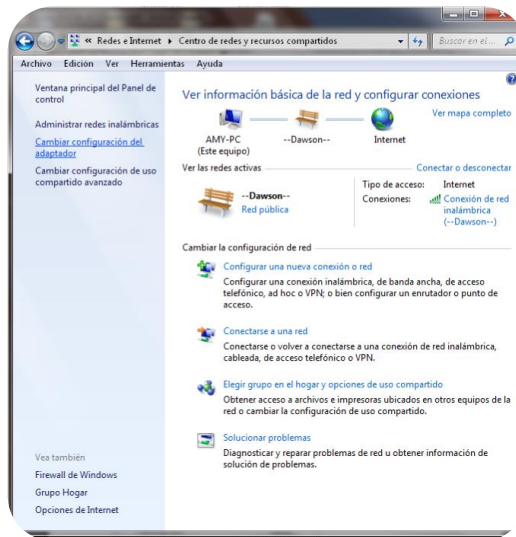 « Redes e Internet ▸ Centro de redes y recursos compartidos
Buscar en el ...
Archivo Edición Ver Herramientas Ayuda
Ventana principal del Panel de
control
Administrar redes inalámbricas
Cambiar configuración del
adaptador
Cambiar configuración de uso
compartido avanzado
Vea también
Firewall de Windows
Grupo Hogar
Opciones de Internet
Ver información básica de la red y configurar conexiones
Ver mapa completo
AMY-PC --Dawson-- Internet
(Este equipo)
Ver las redes activas Conectar o desconectar
--Dawson--
Red pública
Tipo de acceso: Internet
Conexiones: Conexión de red
inalámbrica
(--Dawson--)
Cambiar la configuración de red
Configurar una nueva conexión o red
Configurar una conexión inalámbrica, de banda ancha, de acceso
telefónico, ad hoc o VPN; o bien configurar un enrutador o punto de
acceso.
Conectarse a una red
Conectarse o volver a conectarse a una conexión de red inalámbrica,
cableada, de acceso telefónico o VPN.
Elegir grupo en el hogar y opciones de uso compartido
Obtener acceso a archivos e impresoras ubicados en otros equipos de la
red o cambiar la configuración de uso compartido.
Solucionar problemas
Diagnosticar y reparar problemas de red u obtener información de
solución de problemas.